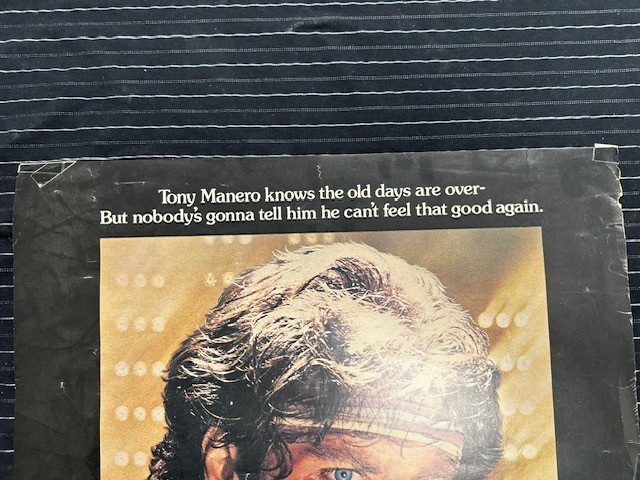 Tony Manero knows the old days are over-
But nobody's gonna tell him he can't feel that good again.